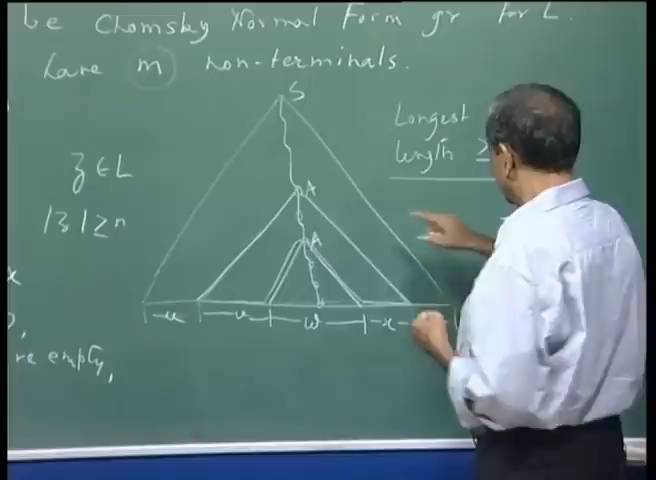 be Chomsky Normal Form gr. for L.
have m non-terminals.
S
Longest
length ≥
z ∈ L
A
|z| ≥ n
A
x
u v w x
re empty,